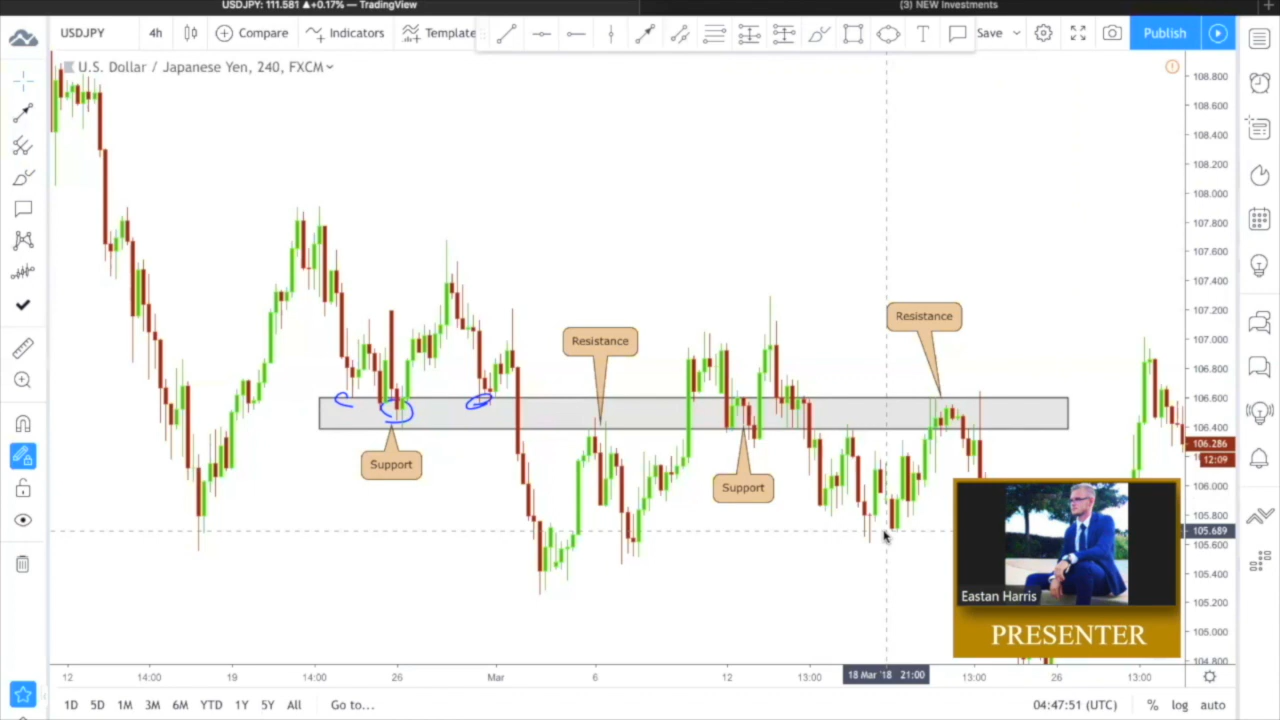 USDJPY: 111.581 ▲+0.17% — TradingView
(3) NEW Investments
USDJPY 4h Compare Indicators Template Save Publish
U.S. Dollar / Japanese Yen, 240, FXCM
108.800
108.600
108.400
108.200
108.000
107.800
107.600
107.400
107.200
Resistance
107.000
Resistance
106.800
106.600
106.400
106.286
12:09
Support
106.000
Support
105.800
105.689
105.600
105.400
Eastan Harris
105.200
PRESENTER
105.000
104.800
12 14:00 19 14:00 26 Mar 6 12 13:00 18 Mar '18 21:00 13:00 26 13:00
1D 5D 1M 3M 6M YTD 1Y 5Y All Go to... 04:47:51 (UTC) % log auto